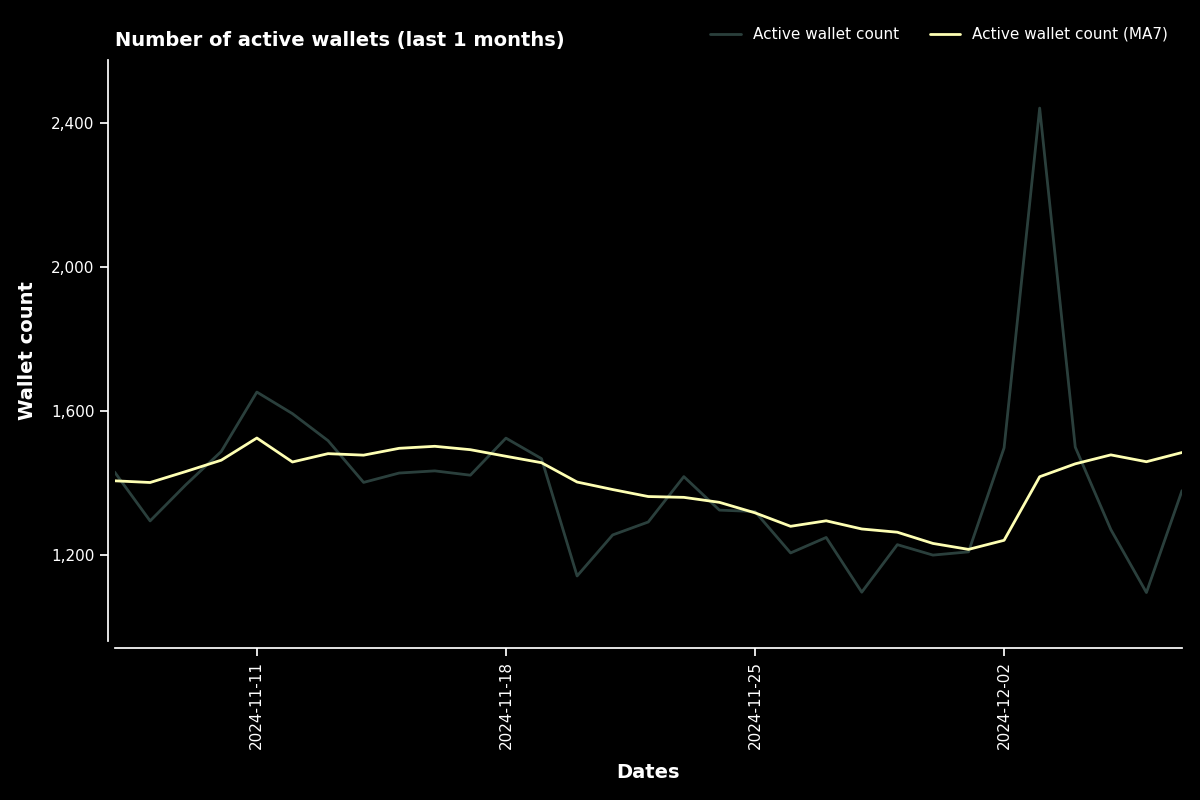 Number of active wallets (last 1 months)
Active wallet count
Active wallet count (MA7)
Wallet count
2,400
2,000
1,600
1,200
2024-11-11
2024-11-18
2024-11-25
2024-12-02
Dates